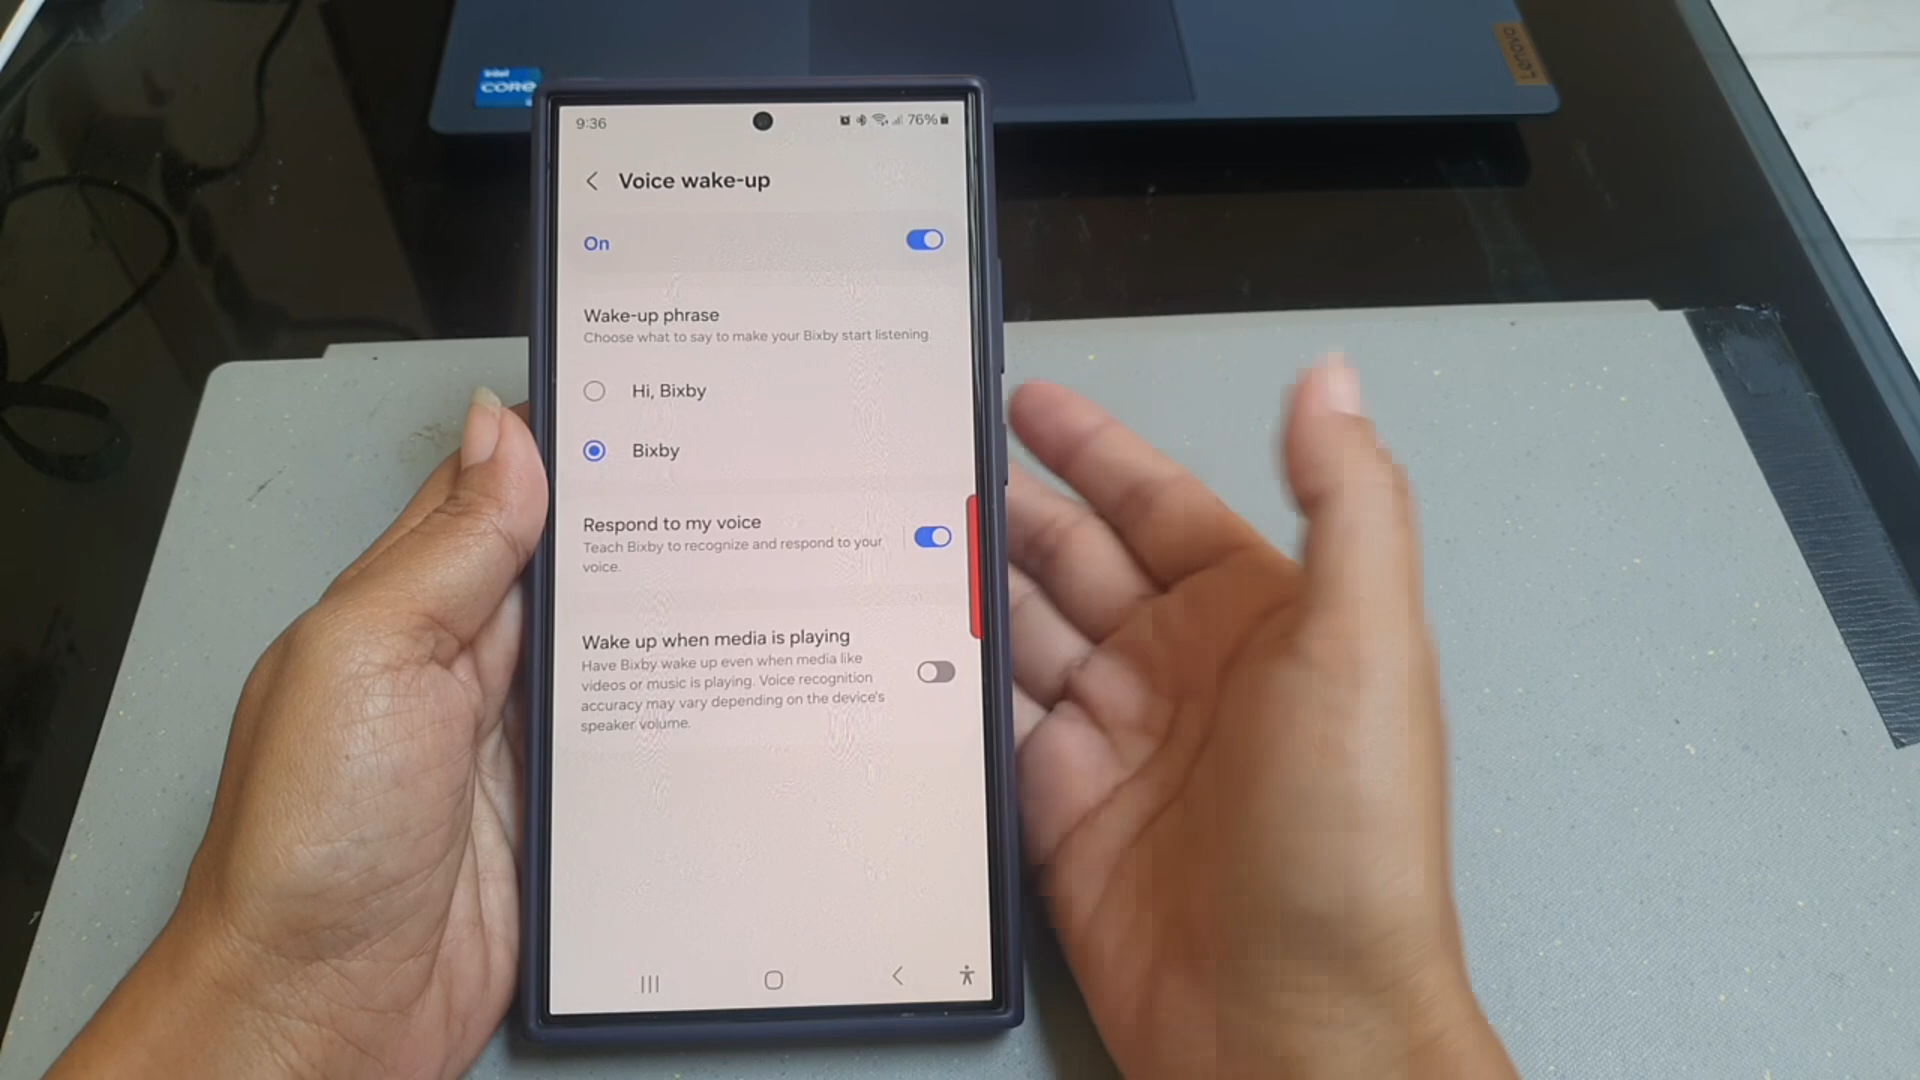 intel
CORE
Lenovo
9:36
76%
Voice wake-up
On
Wake-up phrase
Choose what to say to make your Bixby start listening.
Hi, Bixby
Bixby
Respond to my voice
Teach Bixby to recognize and respond to your
voice.
Wake up when media is playing
Have Bixby wake up even when media like
videos or music is playing. Voice recognition
accuracy may vary depending on the device's
speaker volume.